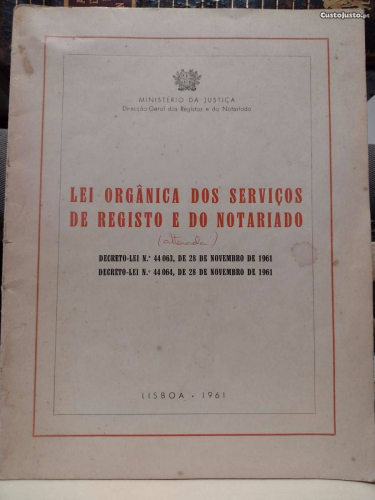 CustoJusto.pt
MINISTÉRIO DA JUSTIÇA
Direcção-Geral dos Registos e do Notariado
LEI ORGÂNICA DOS SERVIÇOS
DE REGISTO E DO NOTARIADO
(alterada)
DECRETO-LEI N.º 44 063, DE 28 DE NOVEMBRO DE 1961
DECRETO-LEI N.º 44 064, DE 28 DE NOVEMBRO DE 1961
LISBOA • 1961